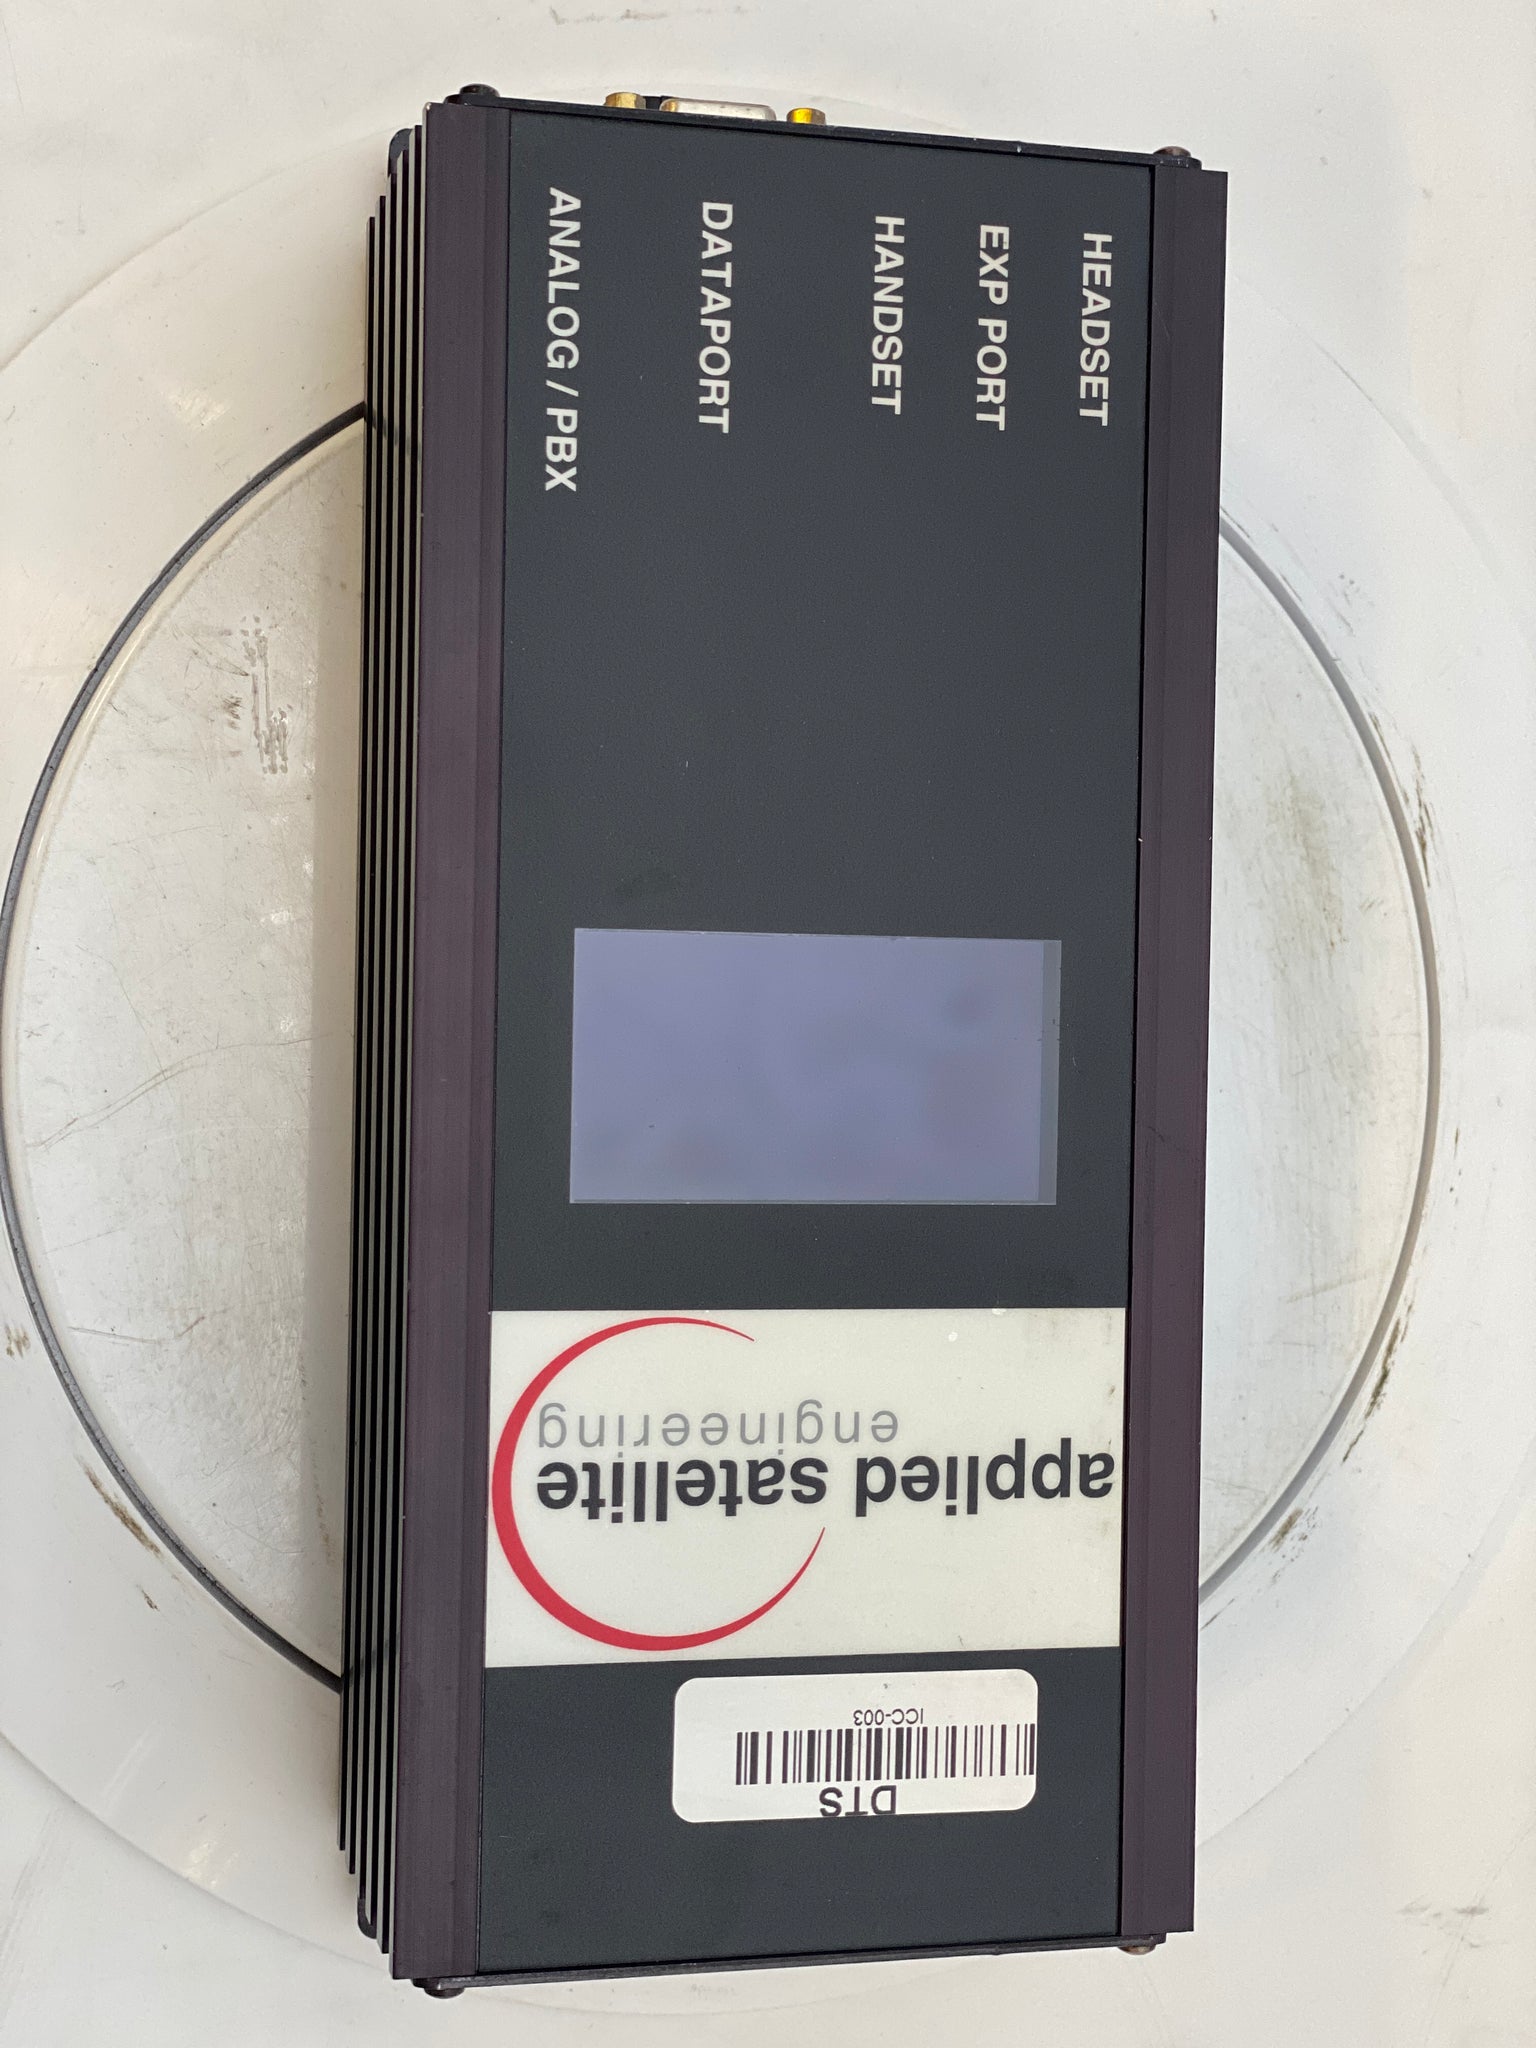 HEADSET
EXP PORT
HANDSET
DATAPORT
ANALOG / PBX
applied satellite
engineering
DTS
ICC-003